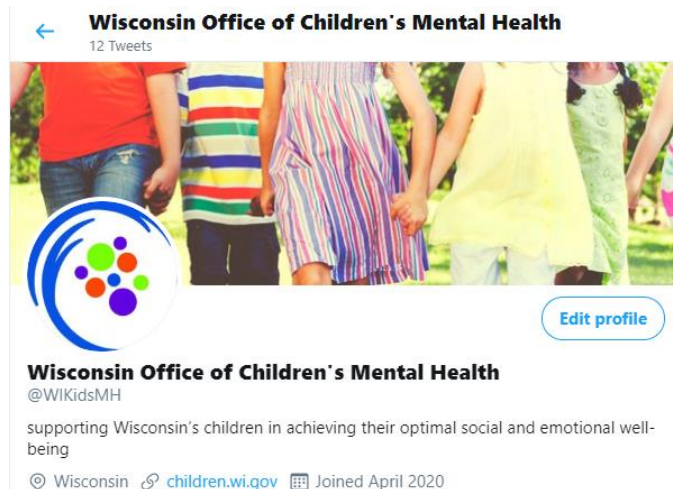 Wisconsin Office of Children's Mental Health
12 Tweets
Edit profile
Wisconsin Office of Children's Mental Health
@WIKidsMH
supporting Wisconsin's children in achieving their optimal social and emotional well-
being
Wisconsin children.wi.gov Joined April 2020